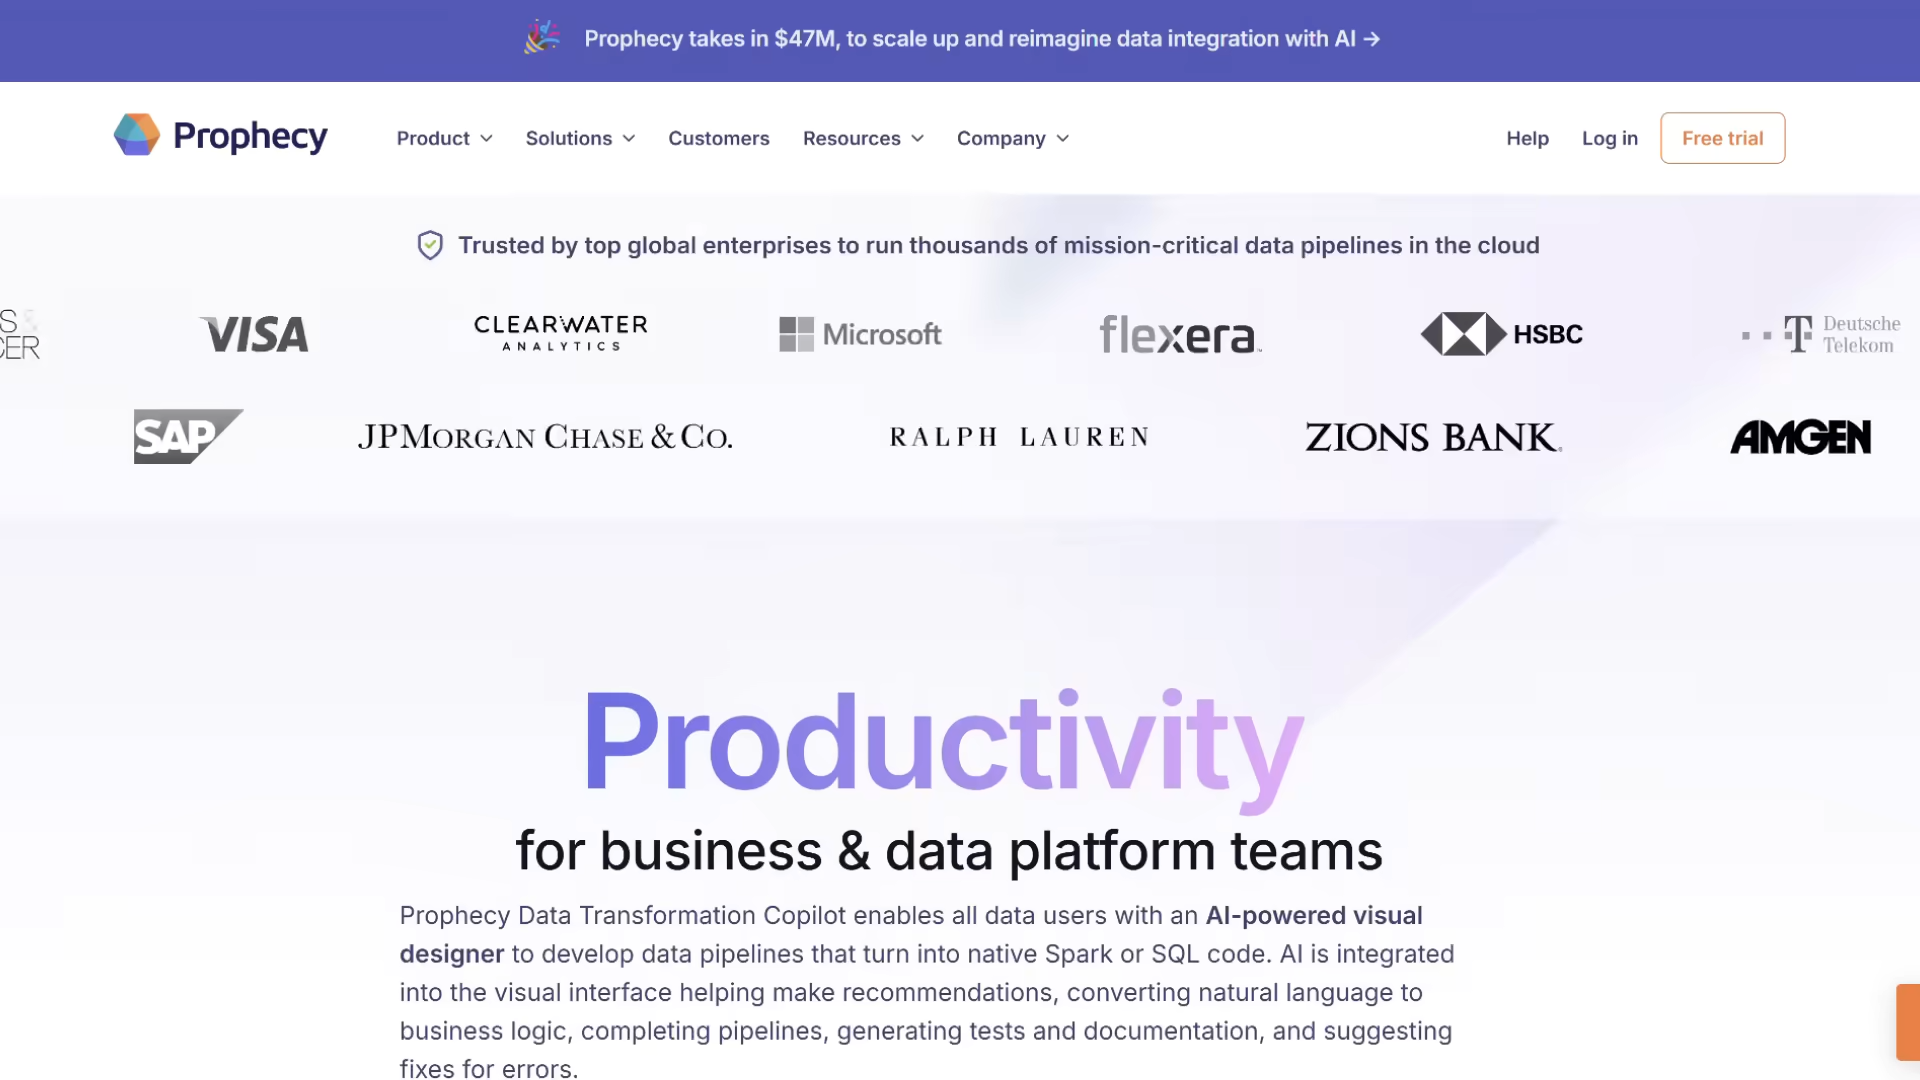 Prophecy takes in $47M, to scale up and reimagine data integration with AI →
Prophecy
Product
Solutions
Customers
Resources
Company
Help
Log in
Free trial
Trusted by top global enterprises to run thousands of mission-critical data pipelines in the cloud
VISA
CLEARWATER
ANALYTICS
Microsoft
flexera
HSBC
T Deutsche
Telekom
SAP
JPMORGAN CHASE & CO.
RALPH LAUREN
ZIONS BANK
AMGEN
Productivity
for business & data platform teams
Prophecy Data Transformation Copilot enables all data users with an AI-powered visual
designer to develop data pipelines that turn into native Spark or SQL code. AI is integrated
into the visual interface helping make recommendations, converting natural language to
business logic, completing pipelines, generating tests and documentation, and suggesting
fixes for errors.